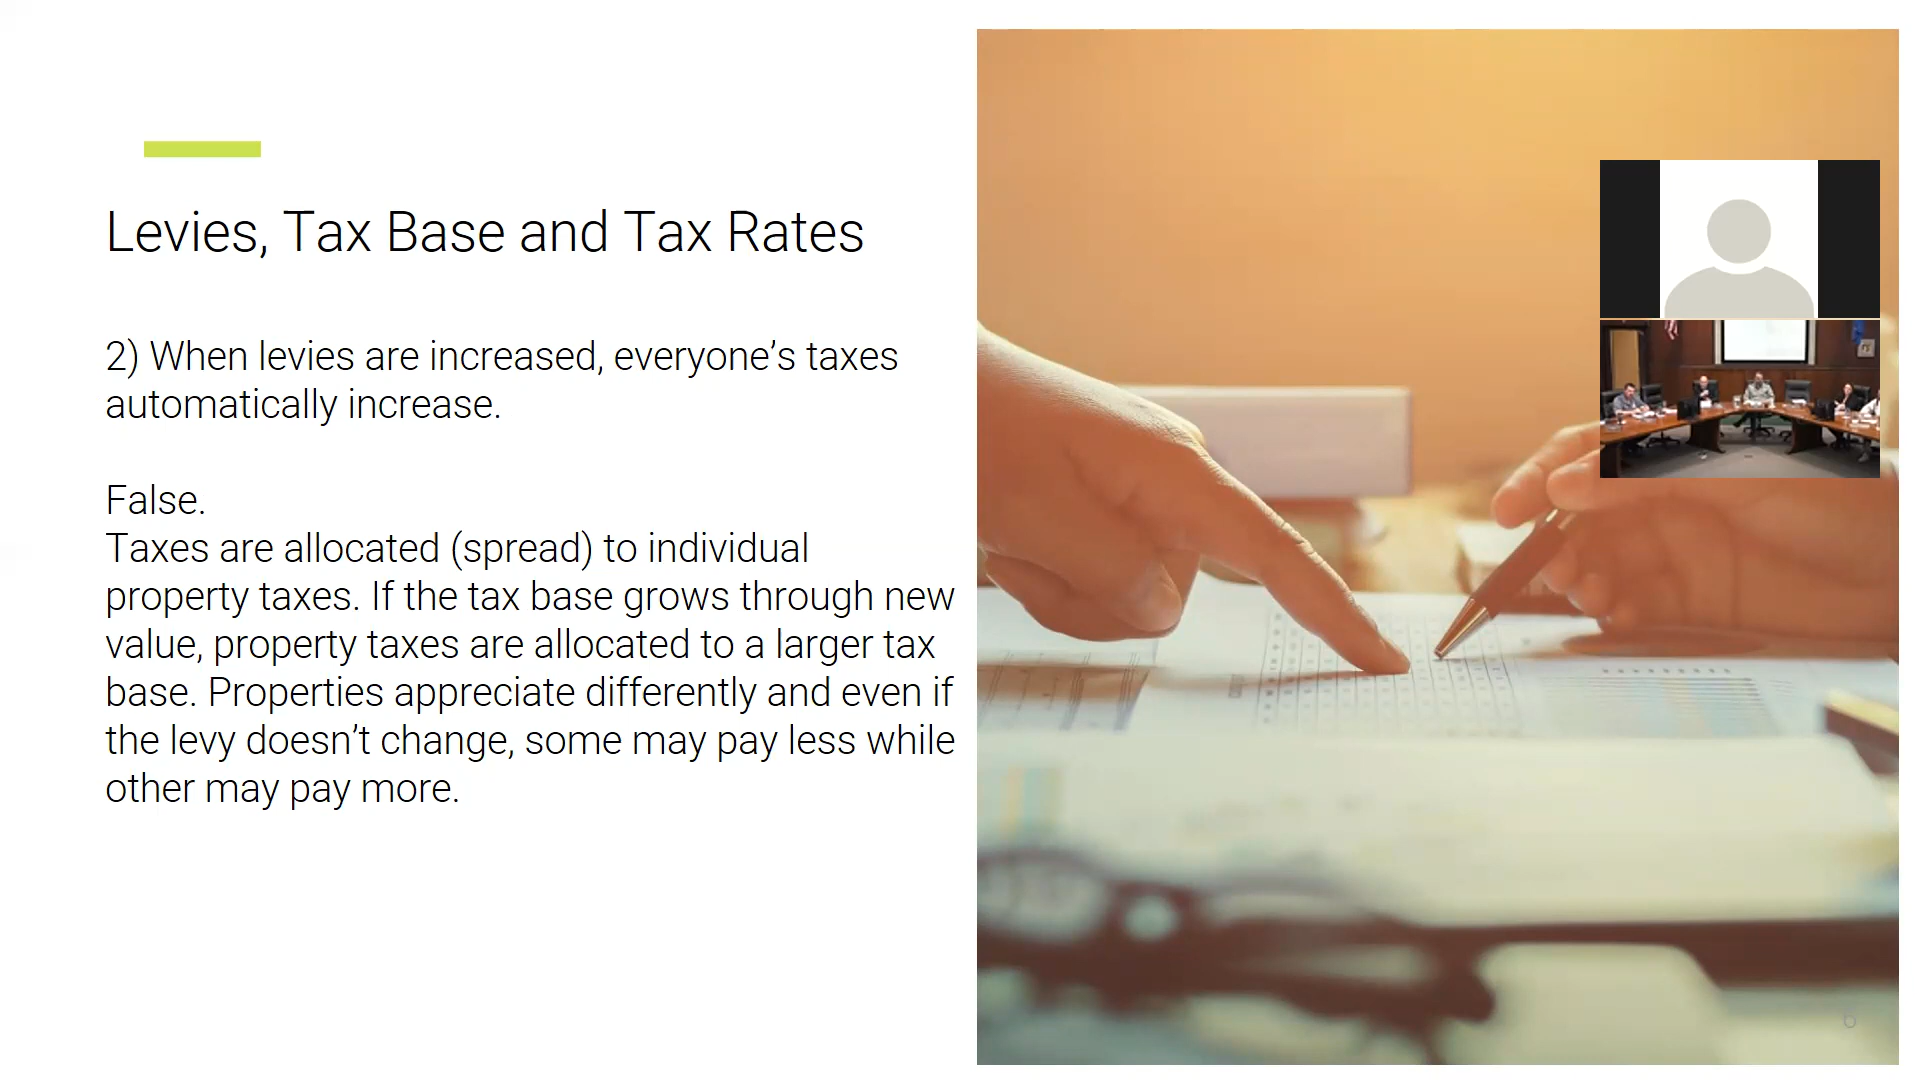 Levies, Tax Base and Tax Rates
2) When levies are increased, everyone’s taxes
automatically increase.
False.
Taxes are allocated (spread) to individual
property taxes. If the tax base grows through new
value, property taxes are allocated to a larger tax
base. Properties appreciate differently and even if
the levy doesn’t change, some may pay less while
other may pay more.
6